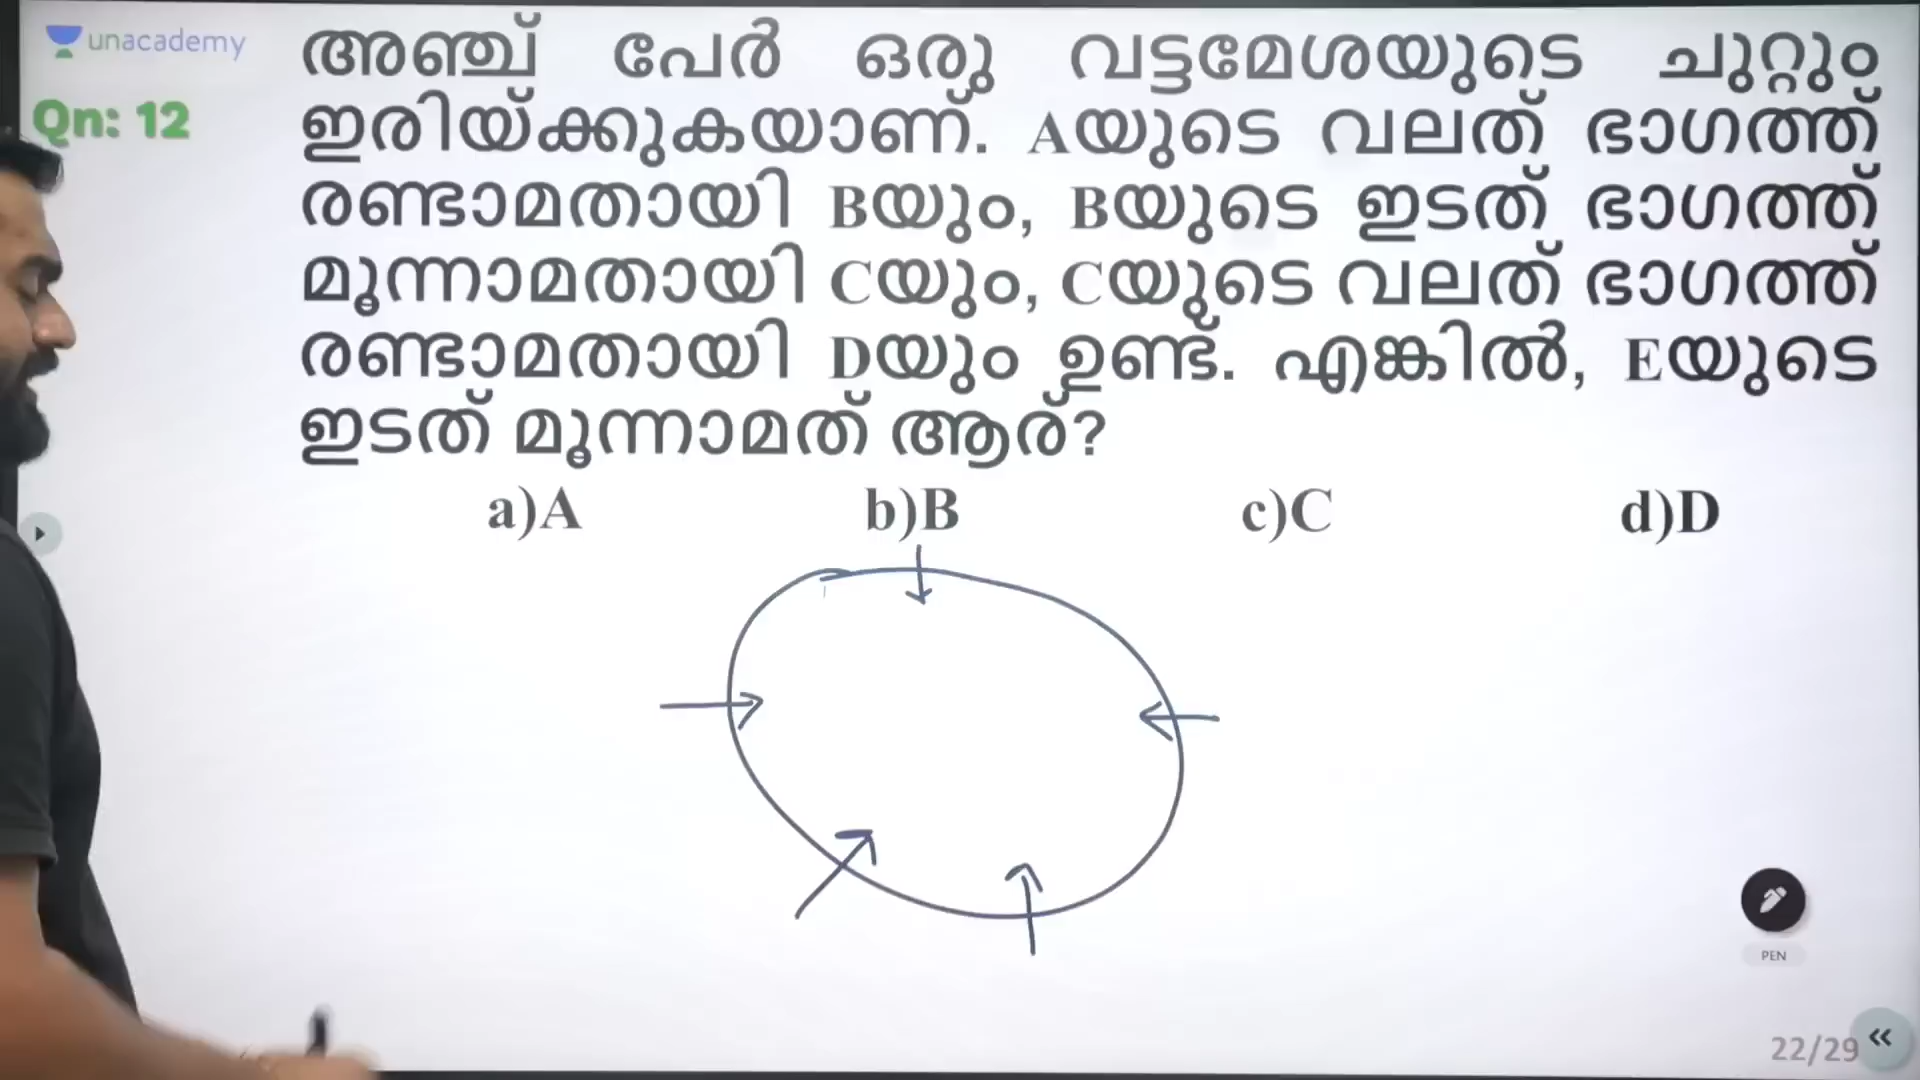 unacademy
Qn: 12
അഞ്ച് പേർ ഒരു വട്ടമേശയുടെ ചുറ്റും
ഇരിയ്ക്കുകയാണ്. Aയുടെ വലത് ഭാഗത്ത്
രണ്ടാമതായി Bയും, Bയുടെ ഇടത് ഭാഗത്ത്
മൂന്നാമതായി Cയും, Cയുടെ വലത് ഭാഗത്ത്
രണ്ടാമതായി Dയും ഉണ്ട്. എങ്കിൽ, Eയുടെ
ഇടത് മൂന്നാമത് ആര്?
a)A b)B c)C d)D
PEN
22/29